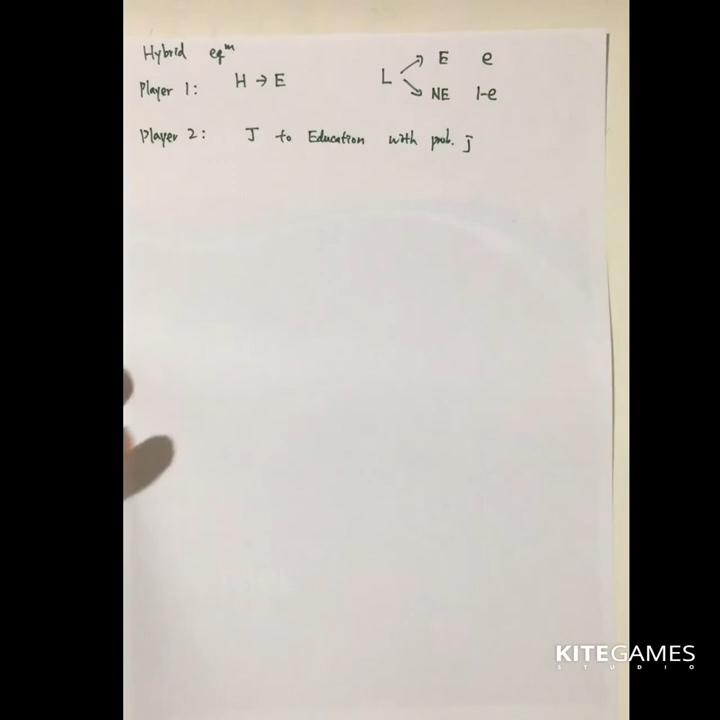 Hybrid eqm
Player 1: H → E L → E e
→ NE 1-e
Player 2: J to Education with prob. j
KITEGAMES
STUDIO